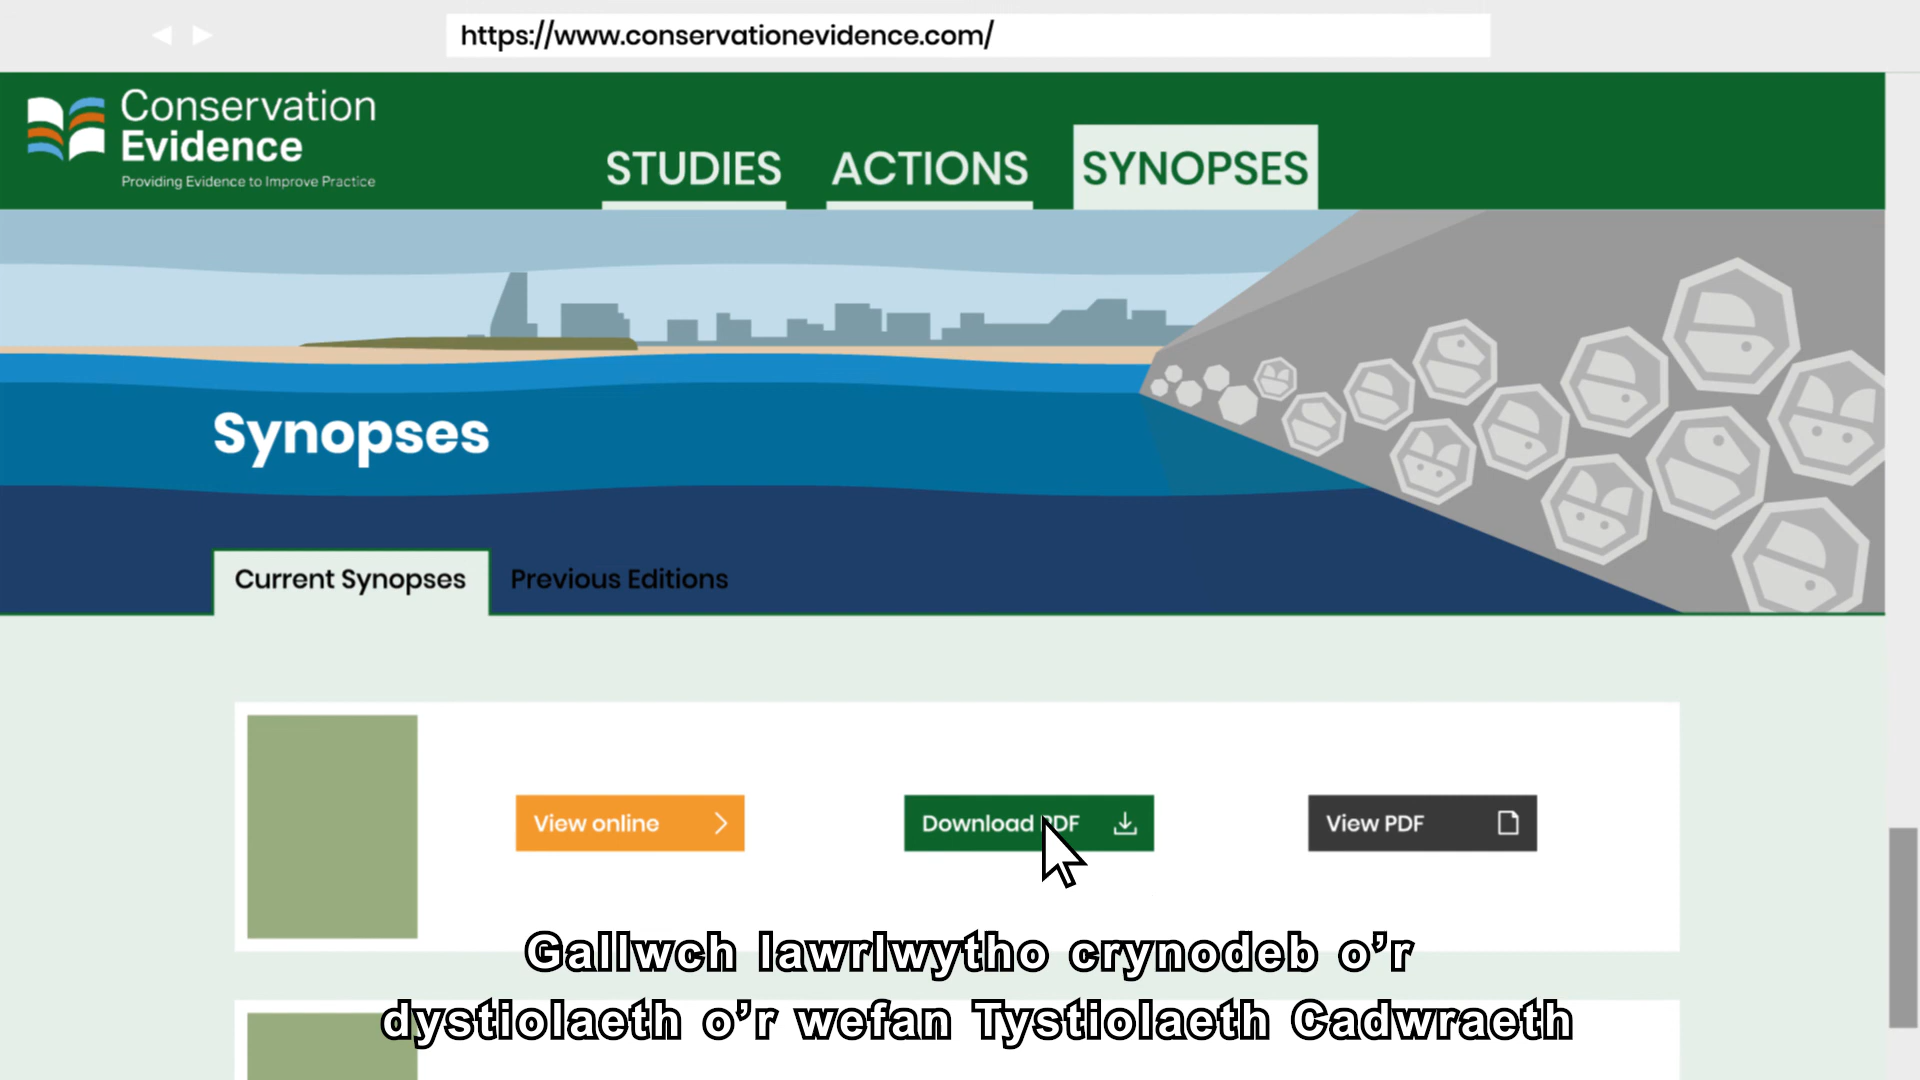 https://www.conservationevidence.com/
Conservation
Evidence
Providing Evidence to Improve Practice
STUDIES
ACTIONS
SYNOPSES
Synopses
Current Synopses
Previous Editions
View online
Download PDF
View PDF
Gallwch lawrlwytho crynodeb o’r
dystiolaeth o’r wefan Tystiolaeth Cadwraeth